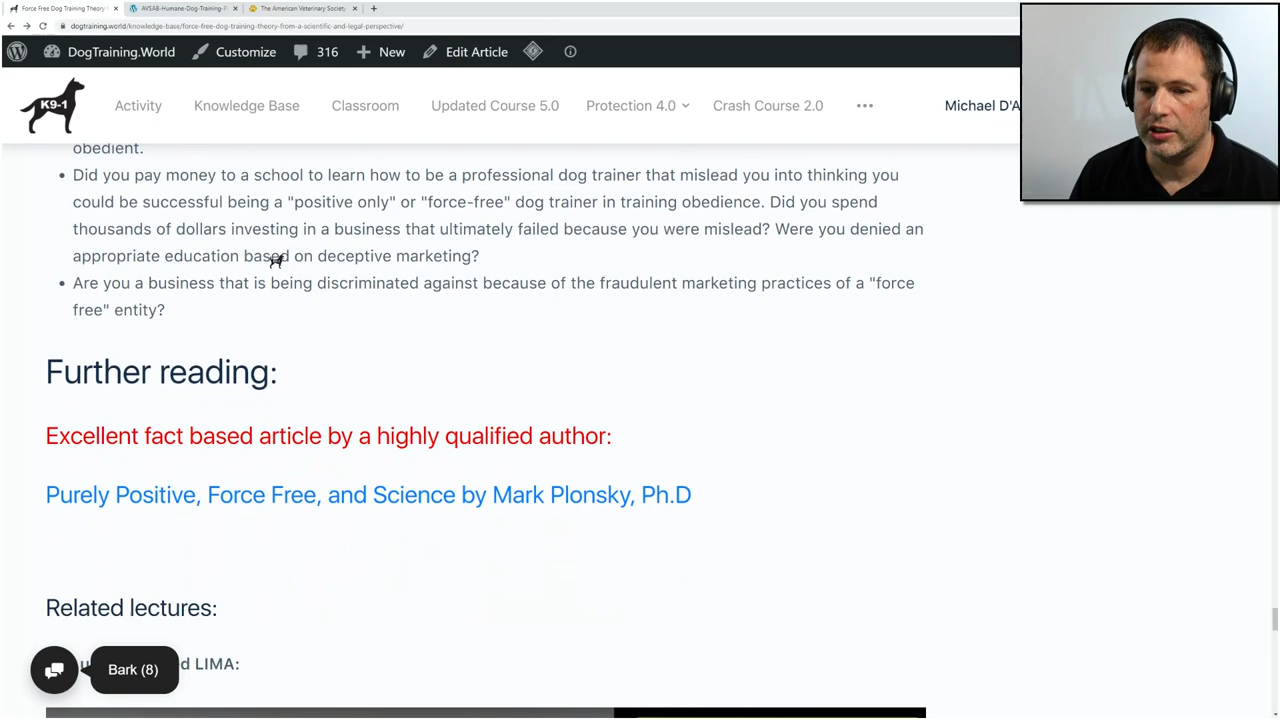 Force Free Dog Training Theory
AVSAB-Humane-Dog-Training-P
The American Veterinary Society
dogtraining.world/knowledge-base/force-free-dog-training-theory-from-a-scientific-and-legal-perspective/
DogTraining.World Customize 316 New Edit Article
K9-1
Activity Knowledge Base Classroom Updated Course 5.0 Protection 4.0 Crash Course 2.0 Michael D'A
obedient.
Did you pay money to a school to learn how to be a professional dog trainer that mislead you into thinking you
could be successful being a "positive only" or "force-free" dog trainer in training obedience. Did you spend
thousands of dollars investing in a business that ultimately failed because you were mislead? Were you denied an
appropriate education based on deceptive marketing?
Are you a business that is being discriminated against because of the fraudulent marketing practices of a "force
free" entity?
Further reading:
Excellent fact based article by a highly qualified author:
Purely Positive, Force Free, and Science by Mark Plonsky, Ph.D
Related lectures:
LIMA:
Bark (8)